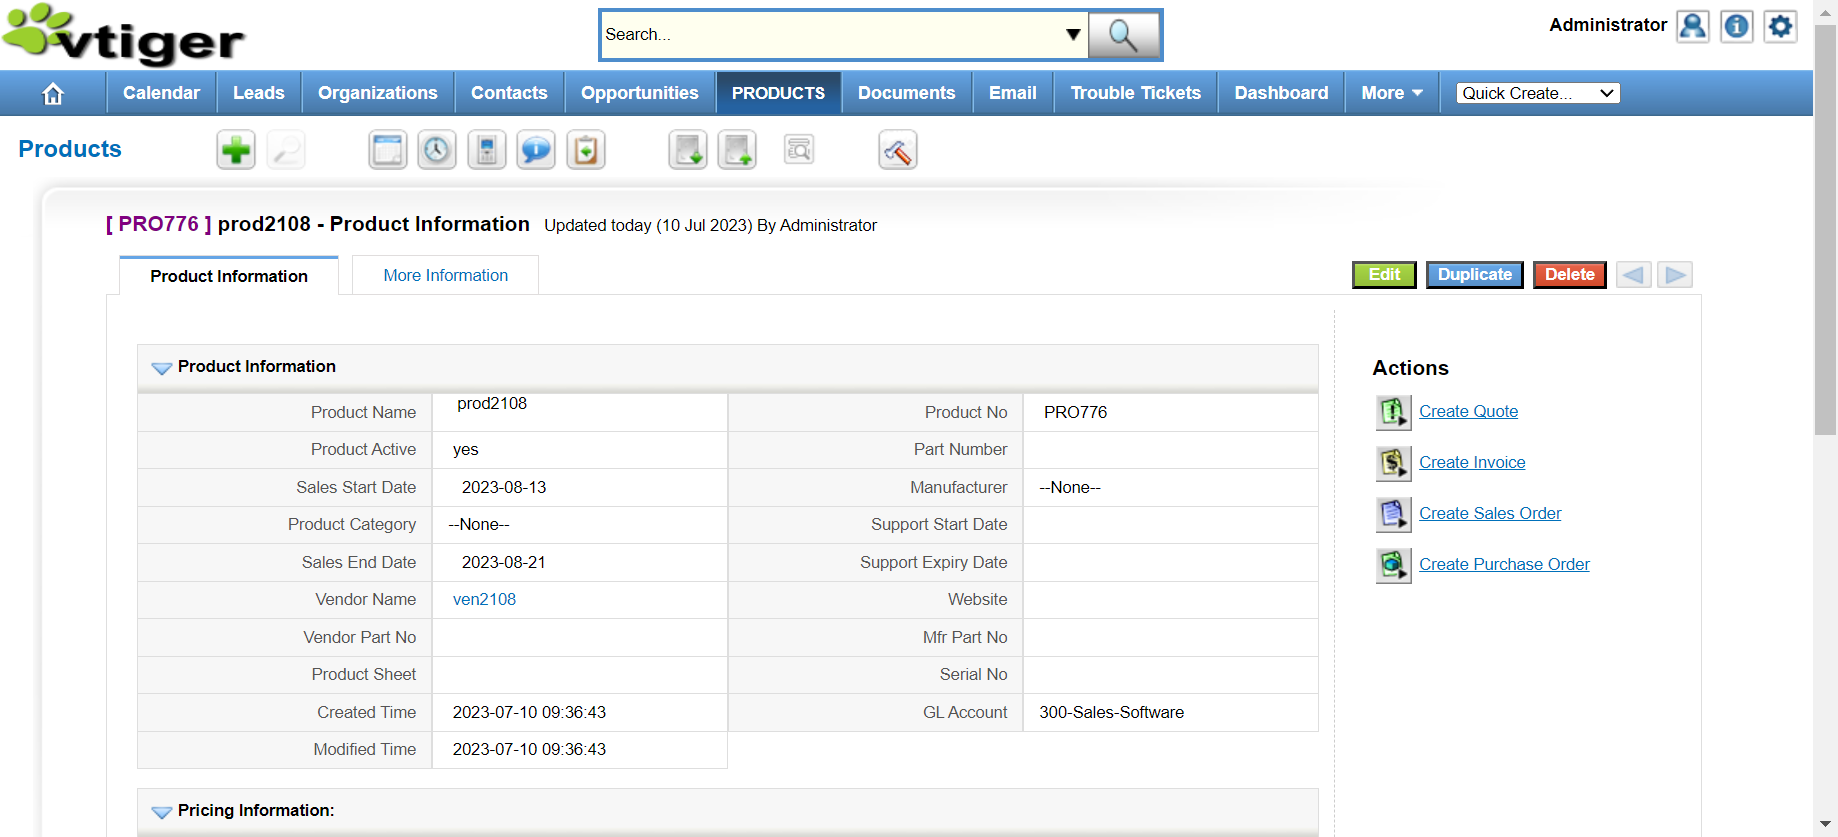 vtiger
Search...
Administrator
Calendar Leads Organizations Contacts Opportunities PRODUCTS Documents Email Trouble Tickets Dashboard More Quick Create...
Products
[ PRO776 ] prod2108 - Product Information Updated today (10 Jul 2023) By Administrator
Product Information More Information Edit Duplicate Delete
Product Information
Product Name prod2108 Product No PRO776
Product Active yes Part Number
Sales Start Date 2023-08-13 Manufacturer --None--
Product Category --None-- Support Start Date
Sales End Date 2023-08-21 Support Expiry Date
Vendor Name ven2108 Website
Vendor Part No Mfr Part No
Product Sheet Serial No
Created Time 2023-07-10 09:36:43 GL Account 300-Sales-Software
Modified Time 2023-07-10 09:36:43
Pricing Information:
Actions
Create Quote
Create Invoice
Create Sales Order
Create Purchase Order